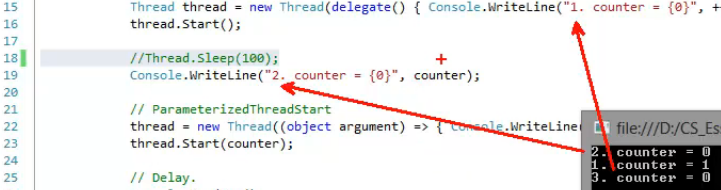 15 Thread thread = new Thread(delegate() { Console.WriteLine("1. counter = {0}", +
16 thread.Start();
17
18 //Thread.Sleep(100);
19 Console.WriteLine("2. counter = {0}", counter);
20
21 // ParameterizedThreadStart
22 thread = new Thread((object argument) => { Console.WriteLine(
23 thread.Start(counter);
24
25 // Delay.
file:///D:/CS_Es
2. counter = 0
1. counter = 1
3. counter = 0